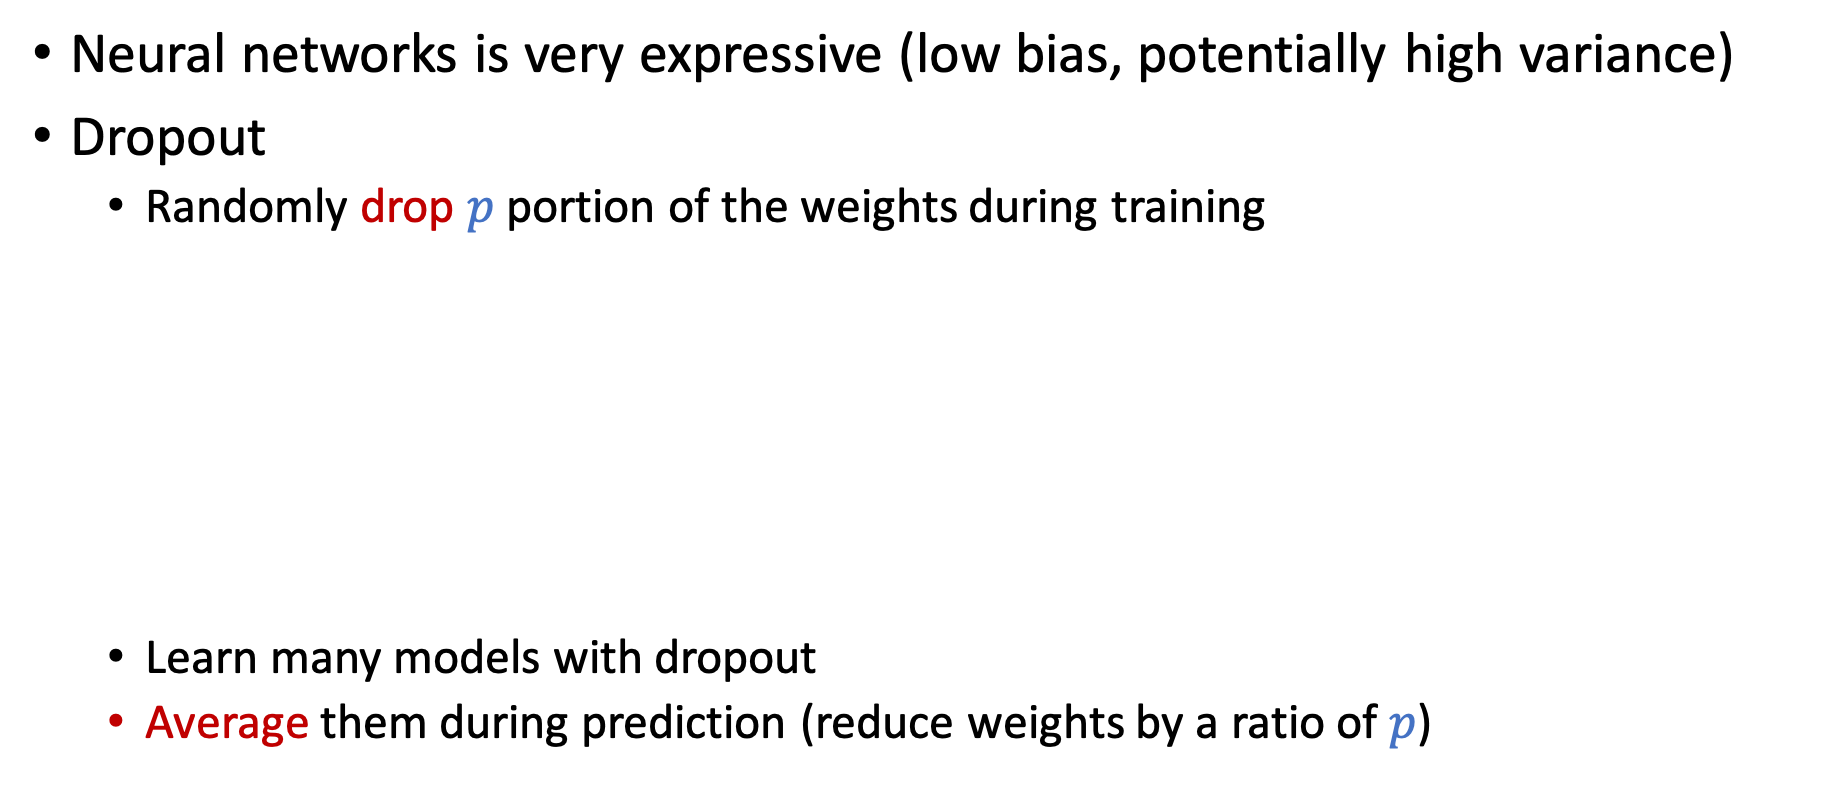 • Neural networks is very expressive (low bias, potentially high variance)
• Dropout
• Randomly drop p portion of the weights during training
• Learn many models with dropout
• Average them during prediction (reduce weights by a ratio of p)